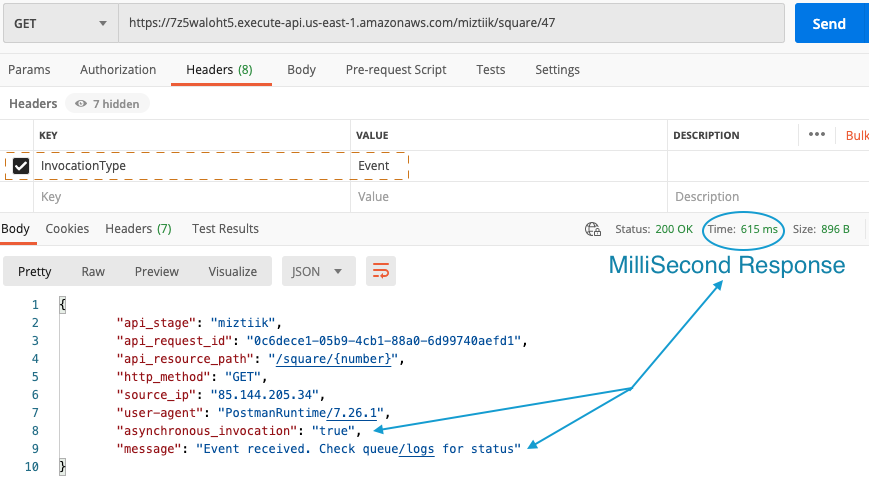 GET https://7z5waloht5.execute-api.us-east-1.amazonaws.com/miztiik/square/47 Send
Params Authorization Headers (8) Body Pre-request Script Tests Settings
Headers 7 hidden
KEY VALUE DESCRIPTION ••• Bulk
InvocationType Event
Key Value Description
Body Cookies Headers (7) Test Results Status: 200 OK Time: 615 ms Size: 896 B
MilliSecond Response
Pretty Raw Preview Visualize JSON
1 {
2 "api_stage": "miztiik",
3 "api_request_id": "0c6dece1-05b9-4cb1-88a0-6d99740aefd1",
4 "api_resource_path": "/square/{number}",
5 "http_method": "GET",
6 "source_ip": "85.144.205.34",
7 "user-agent": "PostmanRuntime/7.26.1",
8 "asynchronous_invocation": "true",
9 "message": "Event received. Check queue/logs for status"
10 }